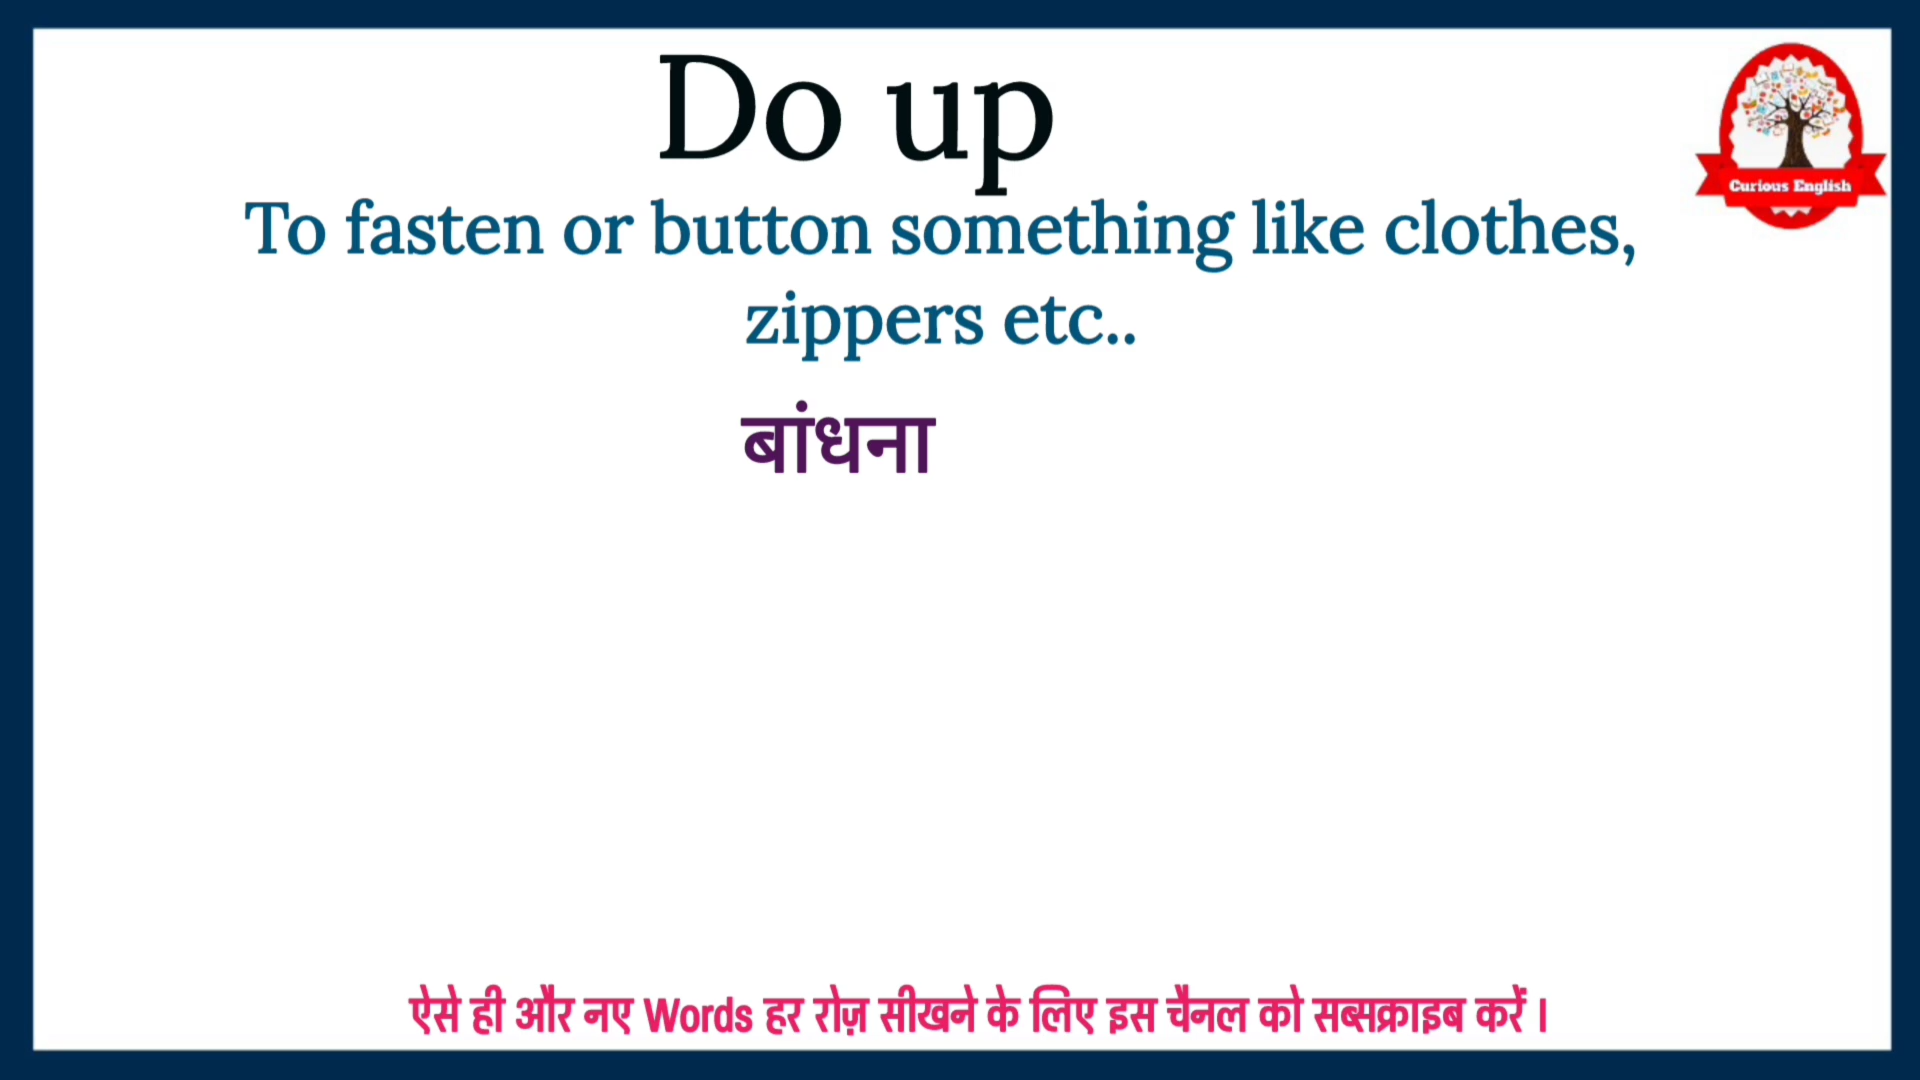 Do up
Curious English
To fasten or button something like clothes,
zippers etc..
बांधना
ऐसे ही और नए Words हर रोज़ सीखने के लिए इस चैनल को सब्सक्राइब करें ।